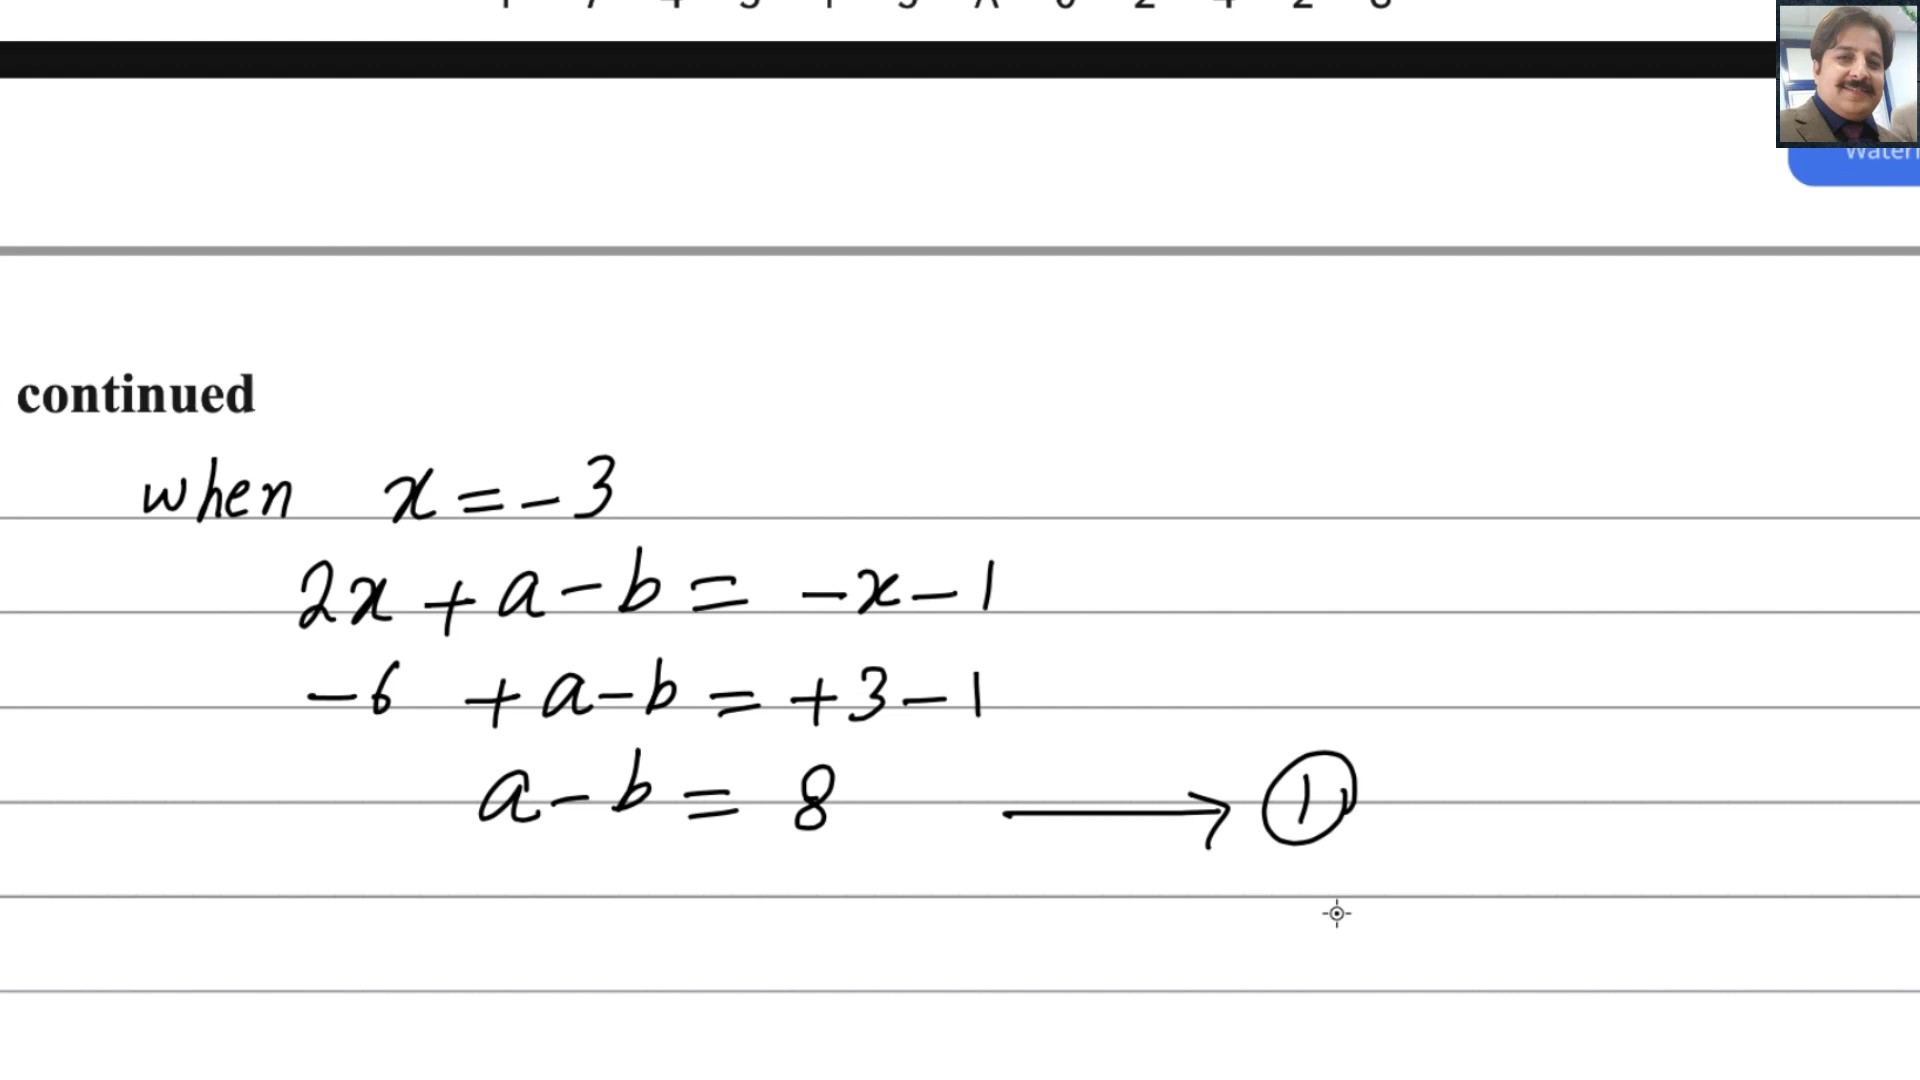 continued
when x = -3
2x + a - b = -x - 1
-6 + a - b = +3 - 1
a - b = 8 ⟶ ①